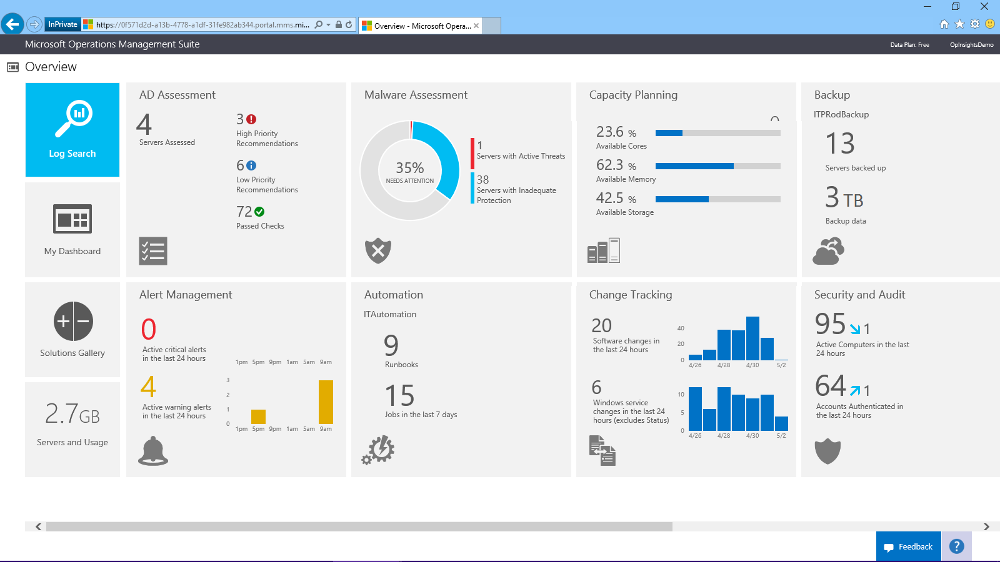 InPrivate
https://0f571d2d-a13b-4778-a1df-31fe982ab344.portal.mms.mi...
Overview - Microsoft Opera...
Microsoft Operations Management Suite
Data Plan: Free
OpInsightsDemo
Overview
Log Search
My Dashboard
Solutions Gallery
2.7GB
Servers and Usage
AD Assessment
4
Servers Assessed
3
High Priority
Recommendations
6
Low Priority
Recommendations
72
Passed Checks
Malware Assessment
35%
NEEDS ATTENTION
1
Servers with Active Threats
38
Servers with Inadequate
Protection
Capacity Planning
23.6 %
Available Cores
62.3 %
Available Memory
42.5 %
Available Storage
Backup
ITPRodBackup
13
Servers backed up
3 TB
Backup data
Alert Management
0
Active critical alerts
in the last 24 hours
1pm 5pm 9pm 1am 5am 9am
4
Active warning alerts
in the last 24 hours
3
2
1
0
1pm 5pm 9pm 1am 5am 9am
Automation
ITAutomation
9
Runbooks
15
Jobs in the last 7 days
Change Tracking
20
Software changes in
the last 24 hours
40
20
0
4/26 4/28 4/30 5/2
6
Windows service
changes in the last 24
hours (excludes Status)
10
5
0
4/26 4/28 4/30 5/2
Security and Audit
95 1
Active Computers in the last
24 hours
64 1
Accounts Authenticated in
the last 24 hours
Feedback
?